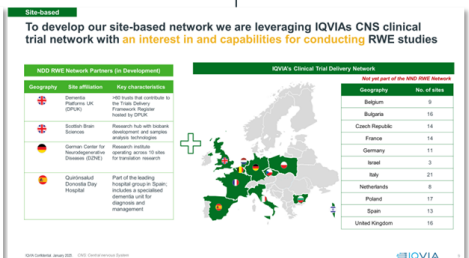 Site-based
To develop our site-based network we are leveraging IQVIAs CNS clinical
trial network with an interest in and capabilities for conducting RWE studies
NDD RWE Network Partners (in Development)
Geography Site affiliation Key characteristics
Dementia Platforms UK (DPUK) >60 trusts that contribute to the Trials Delivery Framework Register hosted by DPUK
Scottish Brain Sciences Research hub with biobank development and samples analysis technologies
German Center for Neurodegenerative Diseases (DZNE) Research institute operating across 10 sites for translation research
Quirónsalud Donostia Day Hospital Part of the leading hospital group in Spain; Includes a specialised dementia unit for diagnosis and management
IQVIA's Clinical Trial Delivery Network
Not yet part of the NND RWE Network
Geography No. of sites
Belgium 9
Bulgaria 16
Czech Republic 14
France 14
Germany 11
Israel 3
Italy 21
Netherlands 8
Poland 17
Spain 13
United Kingdom 16
IQVIA Confidential. January 2025 CNS: Central Nervous System
IQVIA